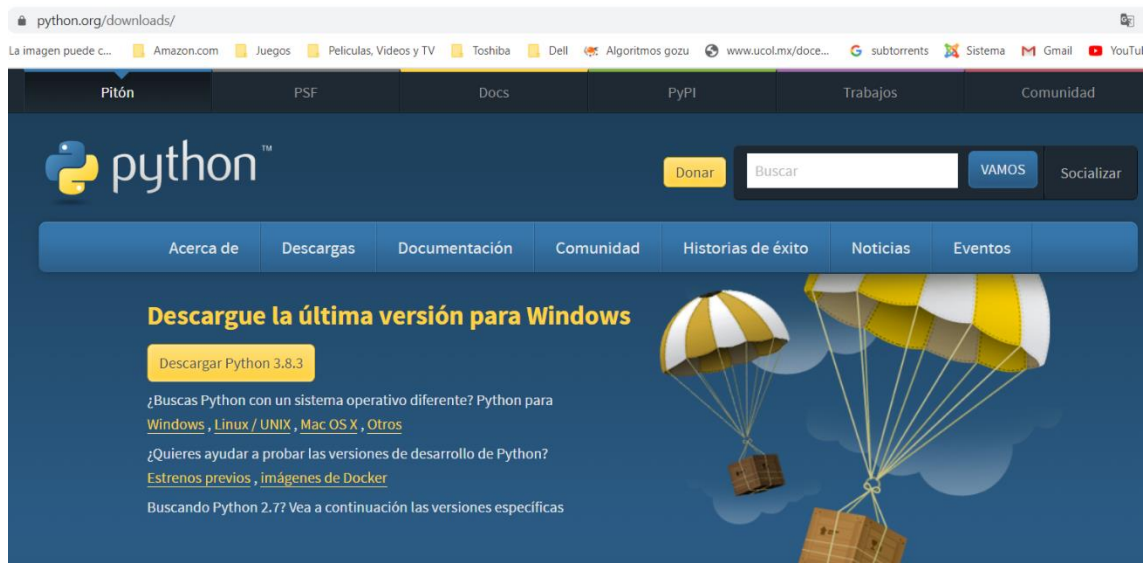 python.org/downloads/
La imagen puede c... Amazon.com Juegos Peliculas, Videos y TV Toshiba Dell Algoritmos gozu www.ucol.mx/doce... subtorrents Sistema Gmail YouTul
Pitón PSF Docs PyPI Trabajos Comunidad
python™
Donar Buscar VAMOS Socializar
Acerca de Descargas Documentación Comunidad Historias de éxito Noticias Eventos
Descargue la última versión para Windows
Descargar Python 3.8.3
¿Buscas Python con un sistema operativo diferente? Python para
Windows , Linux / UNIX , Mac OS X , Otros
¿Quieres ayudar a probar las versiones de desarrollo de Python?
Estrenos previos , imágenes de Docker
Buscando Python 2.7? Vea a continuación las versiones específicas